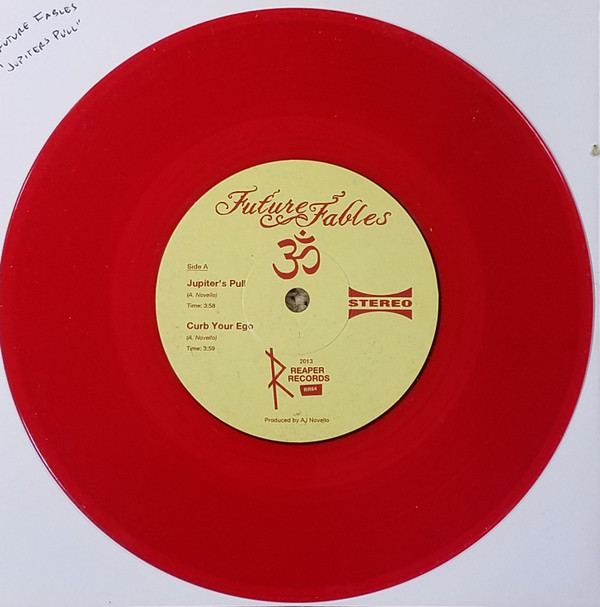 FUTURE FABLES
"JUPITERS PULL"
Future Fables
ॐ
Side A
Jupiter's Pull
(A. Novello)
Time: 3:58
STEREO
Curb Your Ego
(A. Novello)
Time: 3:59
2013
REAPER
RECORDS
RR64
Produced by AJ Novello